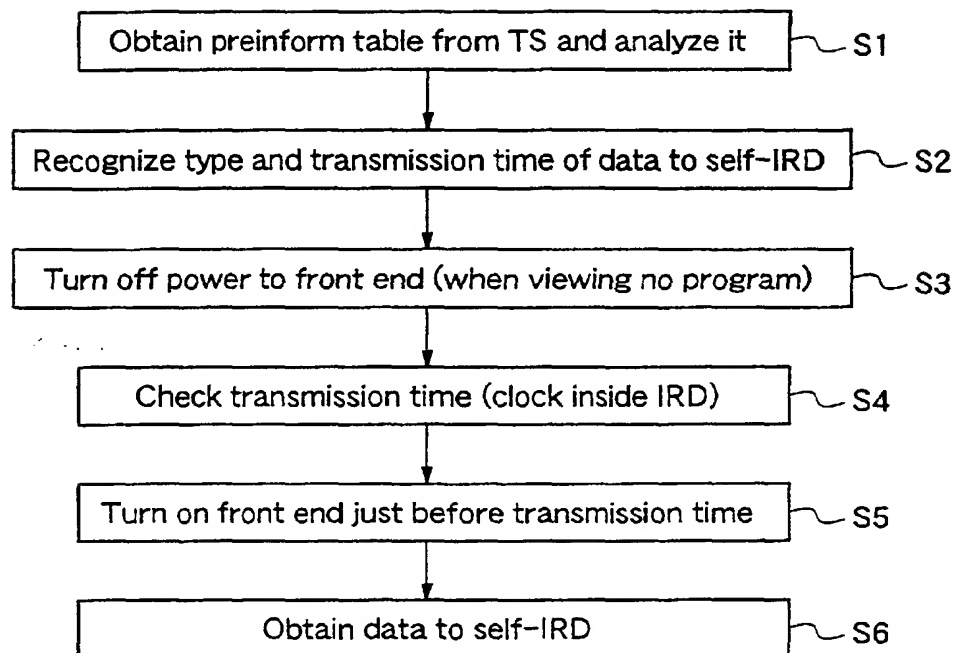 Obtain preinform table from TS and analyze it S1
Recognize type and transmission time of data to self-IRD S2
Turn off power to front end (when viewing no program) S3
Check transmission time (clock inside IRD) S4
Turn on front end just before transmission time S5
Obtain data to self-IRD S6